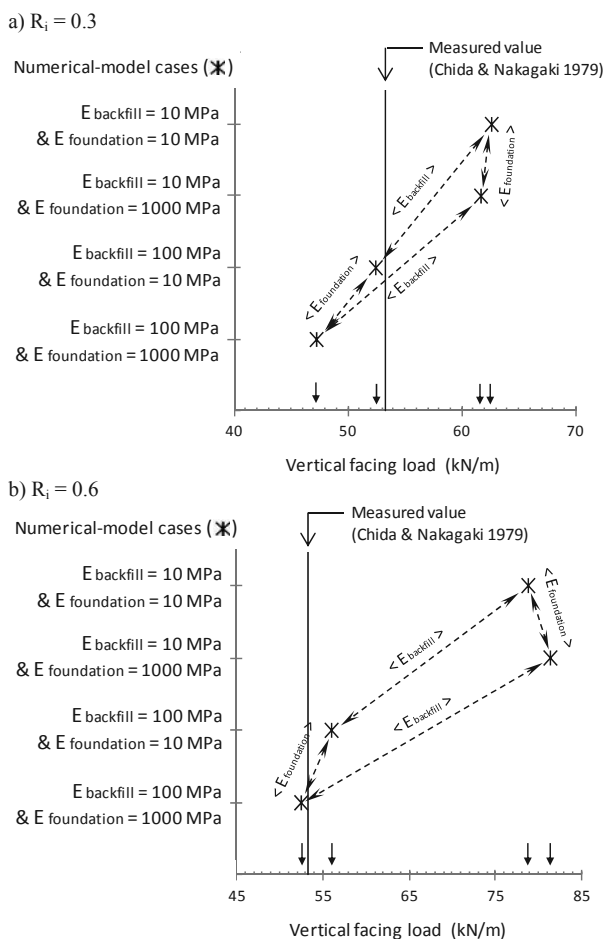 a) Rᵢ = 0.3
Measured value
(Chida & Nakagaki 1979)
Numerical-model cases (ж)
E backfill = 10 MPa
& E foundation = 10 MPa
E backfill = 10 MPa
& E foundation = 1000 MPa
E backfill = 100 MPa
& E foundation = 10 MPa
E backfill = 100 MPa
& E foundation = 1000 MPa
< E backfill >
< E foundation >
< E foundation >
< E backfill >
40 50 60 70
Vertical facing load (kN/m)
b) Rᵢ = 0.6
Measured value
(Chida & Nakagaki 1979)
Numerical-model cases (ж)
E backfill = 10 MPa
& E foundation = 10 MPa
E backfill = 10 MPa
& E foundation = 1000 MPa
E backfill = 100 MPa
& E foundation = 10 MPa
E backfill = 100 MPa
& E foundation = 1000 MPa
< E foundation >
< E backfill >
< E backfill >
< E foundation >
45 55 65 75 85
Vertical facing load (kN/m)